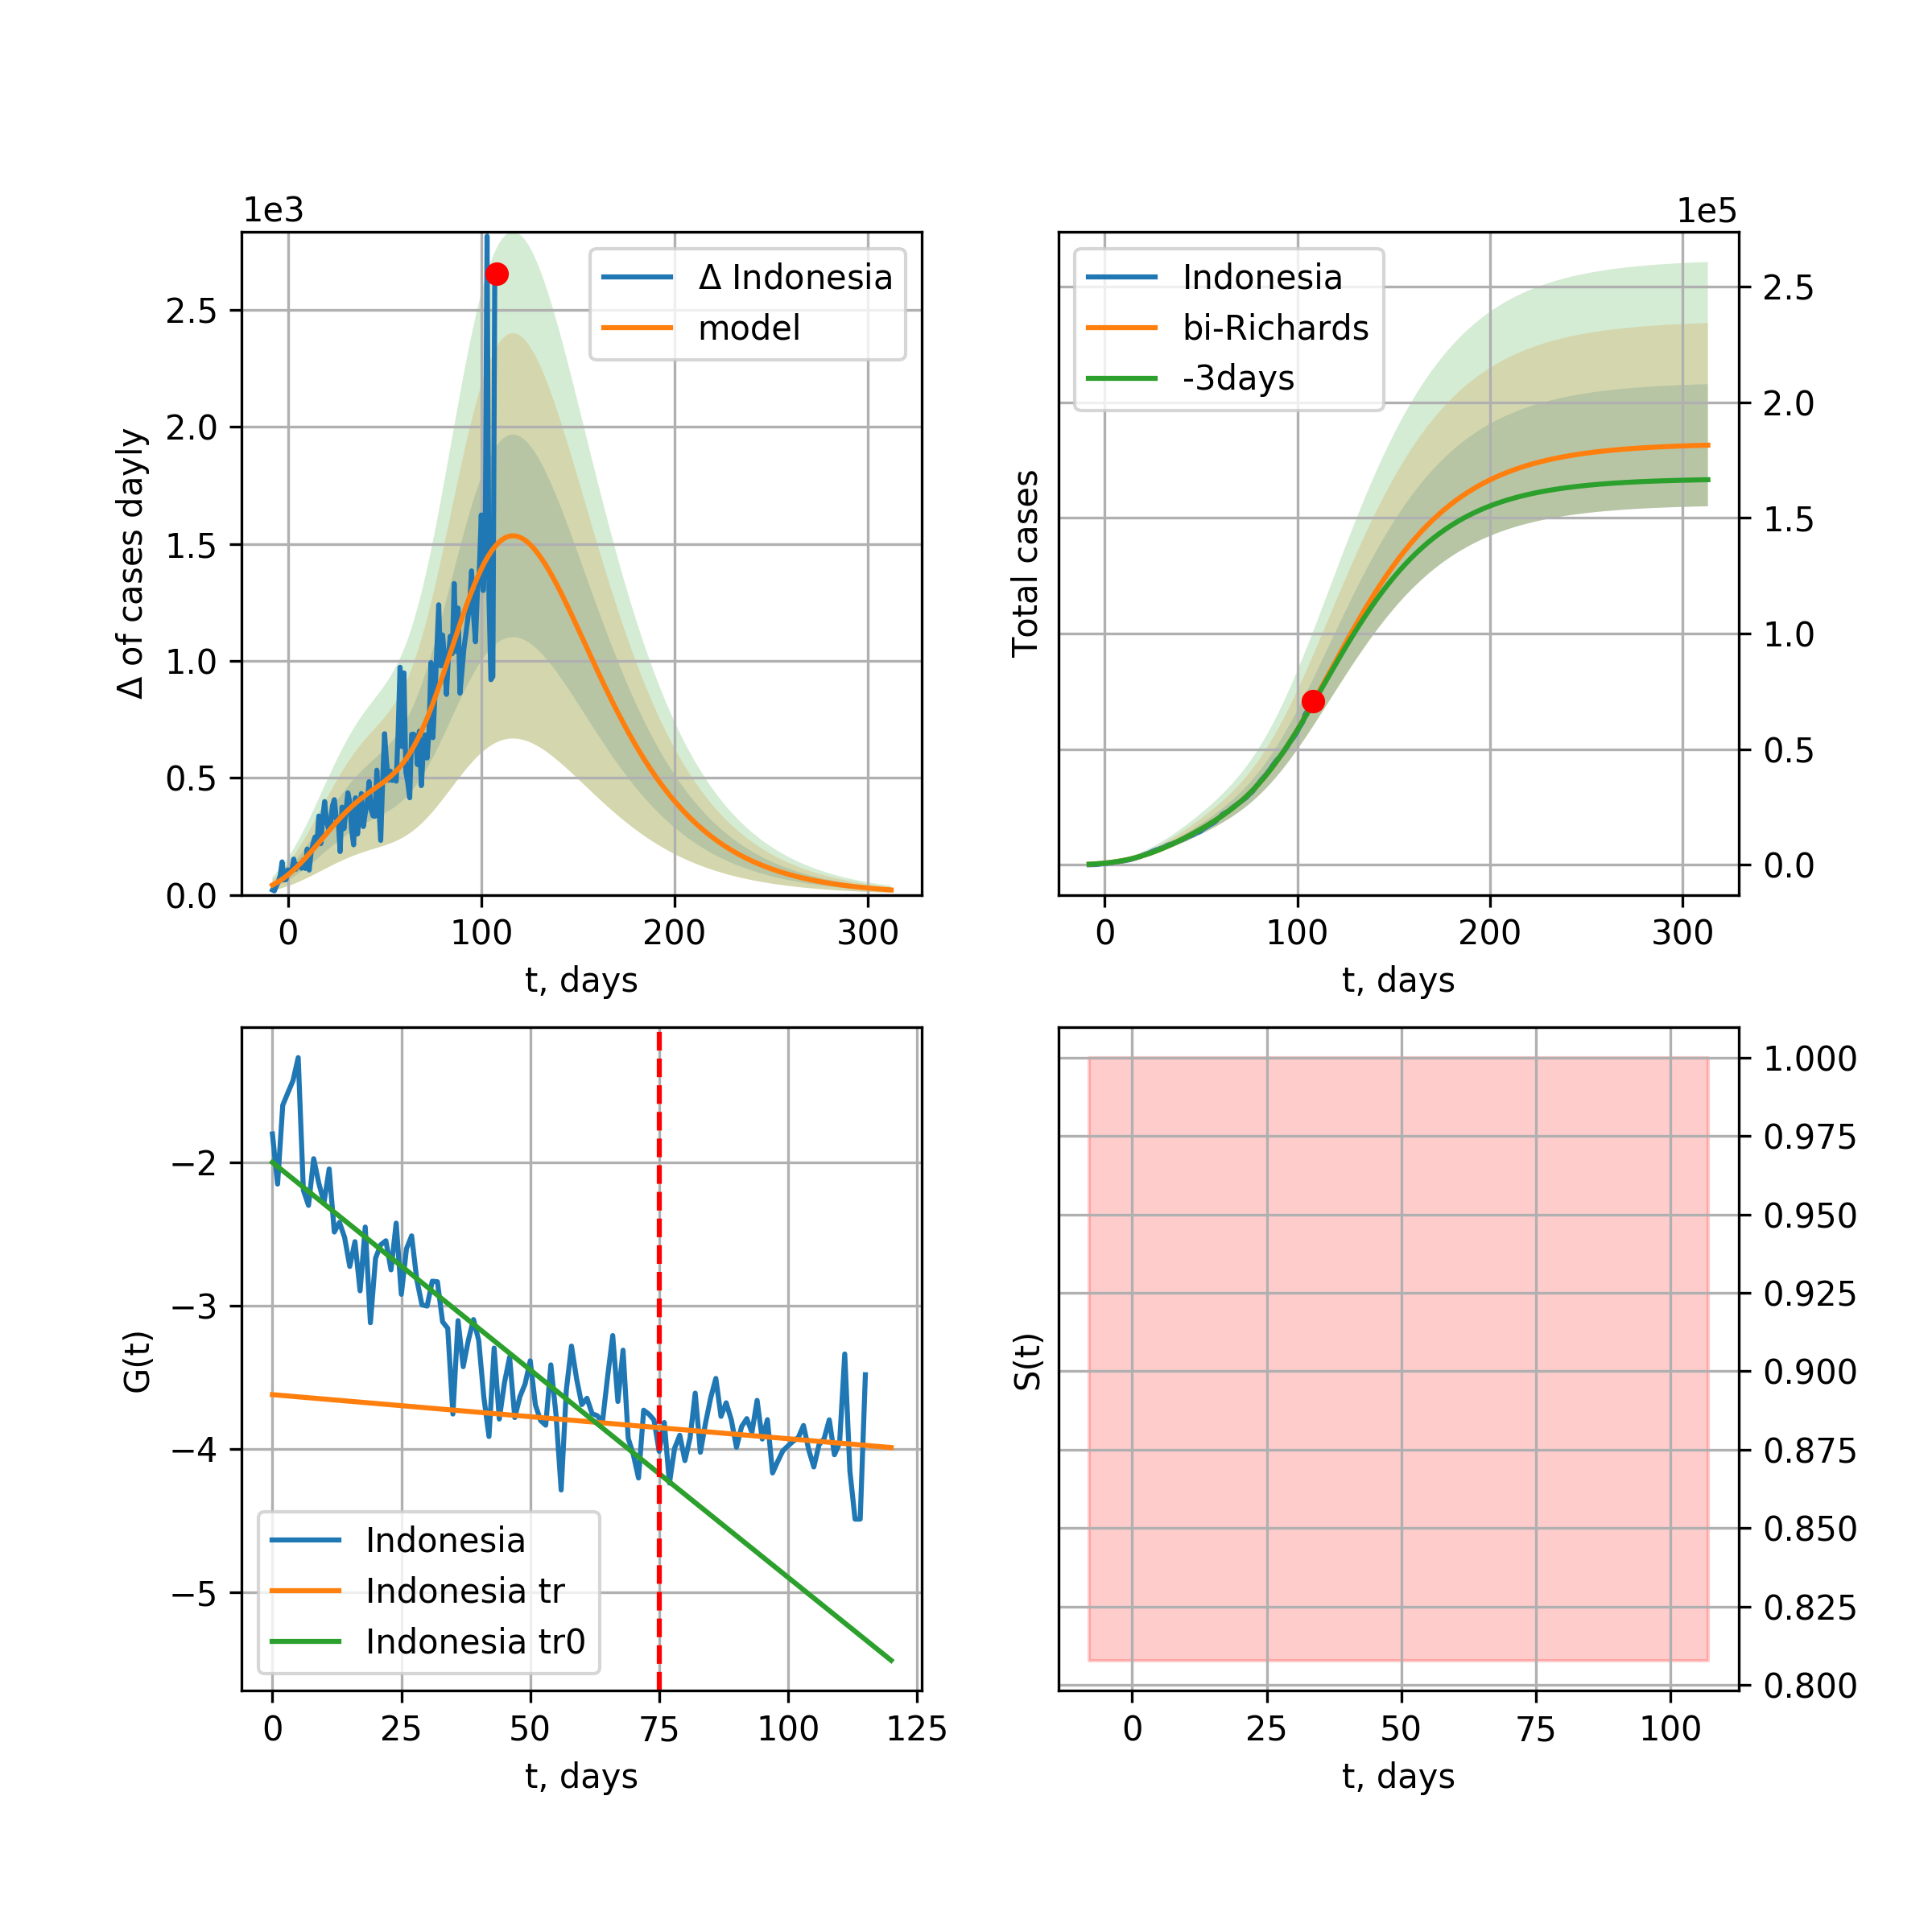 1e3
Δ of cases dayly
2.5
2.0
1.5
1.0
0.5
0.0
Δ Indonesia
model
0 100 200 300
t, days
1e5
Total cases
Indonesia
bi-Richards
-3days
2.5
2.0
1.5
1.0
0.5
0.0
0 100 200 300
t, days
G(t)
−2
−3
−4
−5
Indonesia
Indonesia tr
Indonesia tr0
0 25 50 75 100 125
t, days
S(t)
1.000
0.975
0.950
0.925
0.900
0.875
0.850
0.825
0.800
0 25 50 75 100
t, days